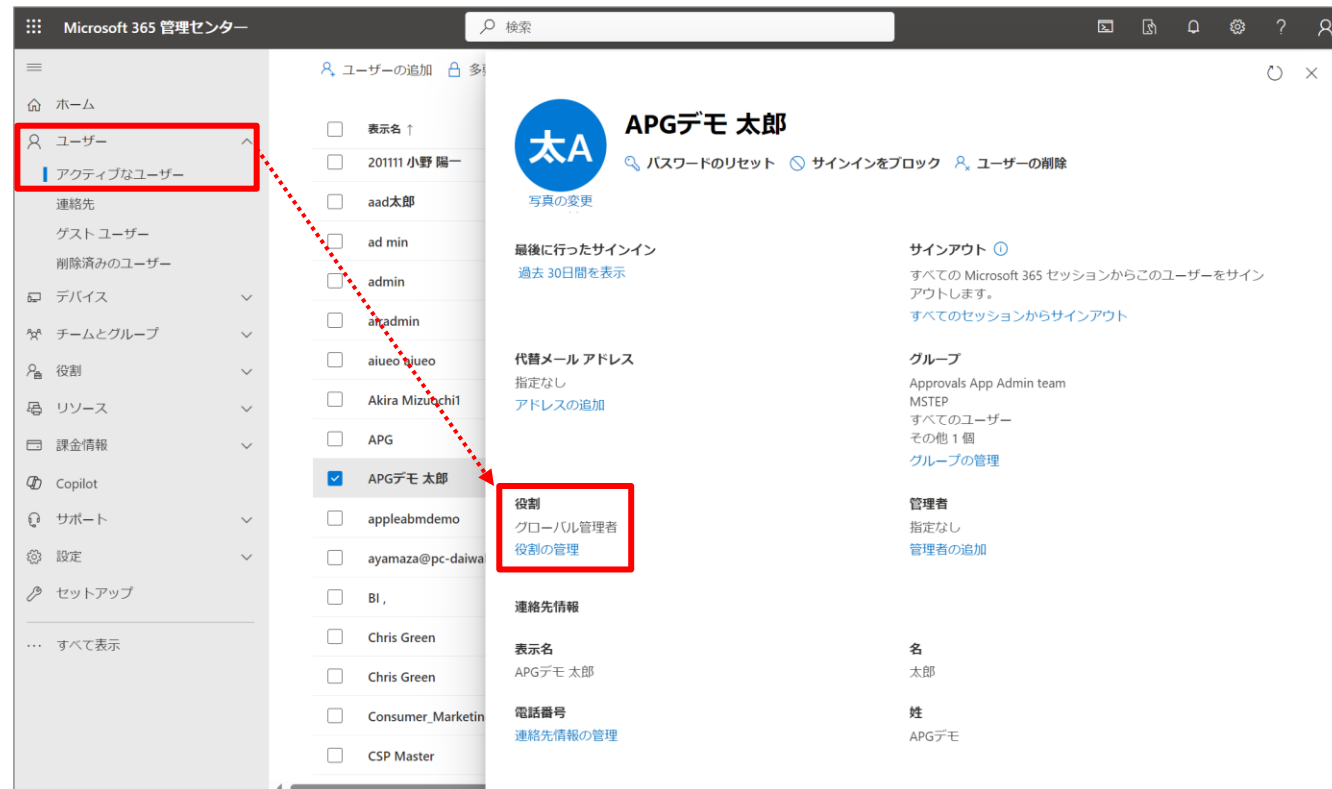 Microsoft 365 管理センター
検索
ホーム
ユーザー
アクティブなユーザー
連絡先
ゲスト ユーザー
削除済みのユーザー
デバイス
チームとグループ
役割
リソース
課金情報
Copilot
サポート
設定
セットアップ
すべて表示
ユーザーの追加
表示名 ↑
201111 小野 陽一
aad太郎
ad min
admin
aiueo aiueo
Akira Mizuochi1
APG
APGデモ 太郎
appleabmdemo
ayamaza@pc-daiwa
BI ,
Chris Green
Chris Green
Consumer_Marketin
CSP Master
太A
写真の変更
APGデモ 太郎
パスワードのリセット サインインをブロック ユーザーの削除
最後に行ったサインイン
過去 30日間を表示
サインアウト
すべての Microsoft 365 セッションからこのユーザーをサイン
アウトします。
すべてのセッションからサインアウト
代替メール アドレス
指定なし
アドレスの追加
グループ
Approvals App Admin team
MSTEP
すべてのユーザー
その他 1 個
グループの管理
役割
グローバル管理者
役割の管理
管理者
指定なし
管理者の追加
連絡先情報
表示名
APGデモ 太郎
名
太郎
電話番号
連絡先情報の管理
姓
APGデモ